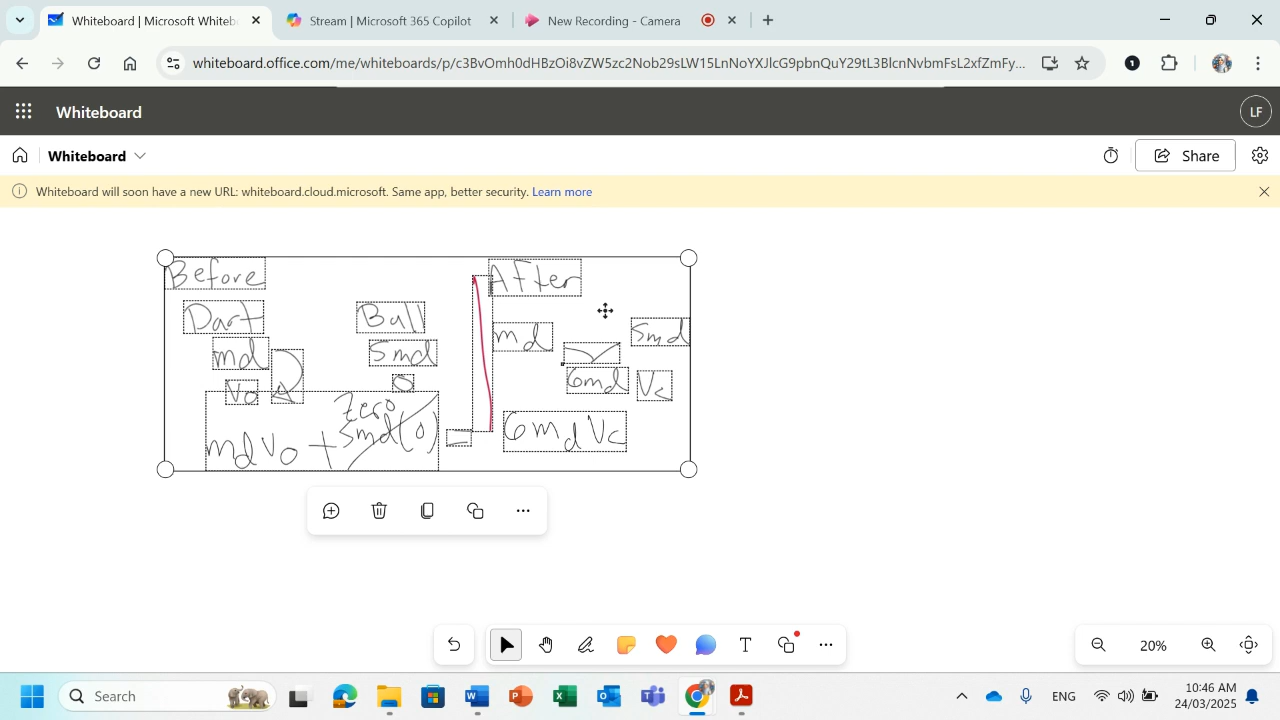 Whiteboard | Microsoft Whiteb
Stream | Microsoft 365 Copilot
New Recording - Camera
whiteboard.office.com/me/whiteboards/p/c3BvOmh0dHBzOi8vZW5zc2Nob29sLW15LnNoYXJlcG9pbnQuY29tL3BlcnNvbmFsL2xfZmFy...
1
Whiteboard
LF
Whiteboard
Share
Whiteboard will soon have a new URL: whiteboard.cloud.microsoft. Same app, better security. Learn more
Before
After
Dart
Ball
md
5md
md
5md
Vo
0
6md
Vc
Zero
mdVo + 5md(0) = 6mdVc
20%
Search
ENG
10:46 AM
24/03/2025